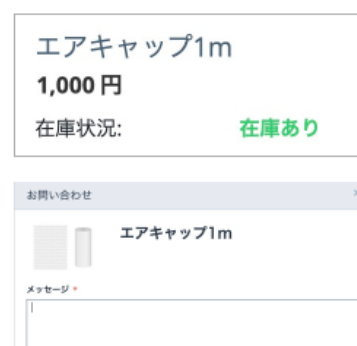 エアキャップ1m
1,000 円
在庫状況: 在庫あり
お問い合わせ
エアキャップ1m
メッセージ *